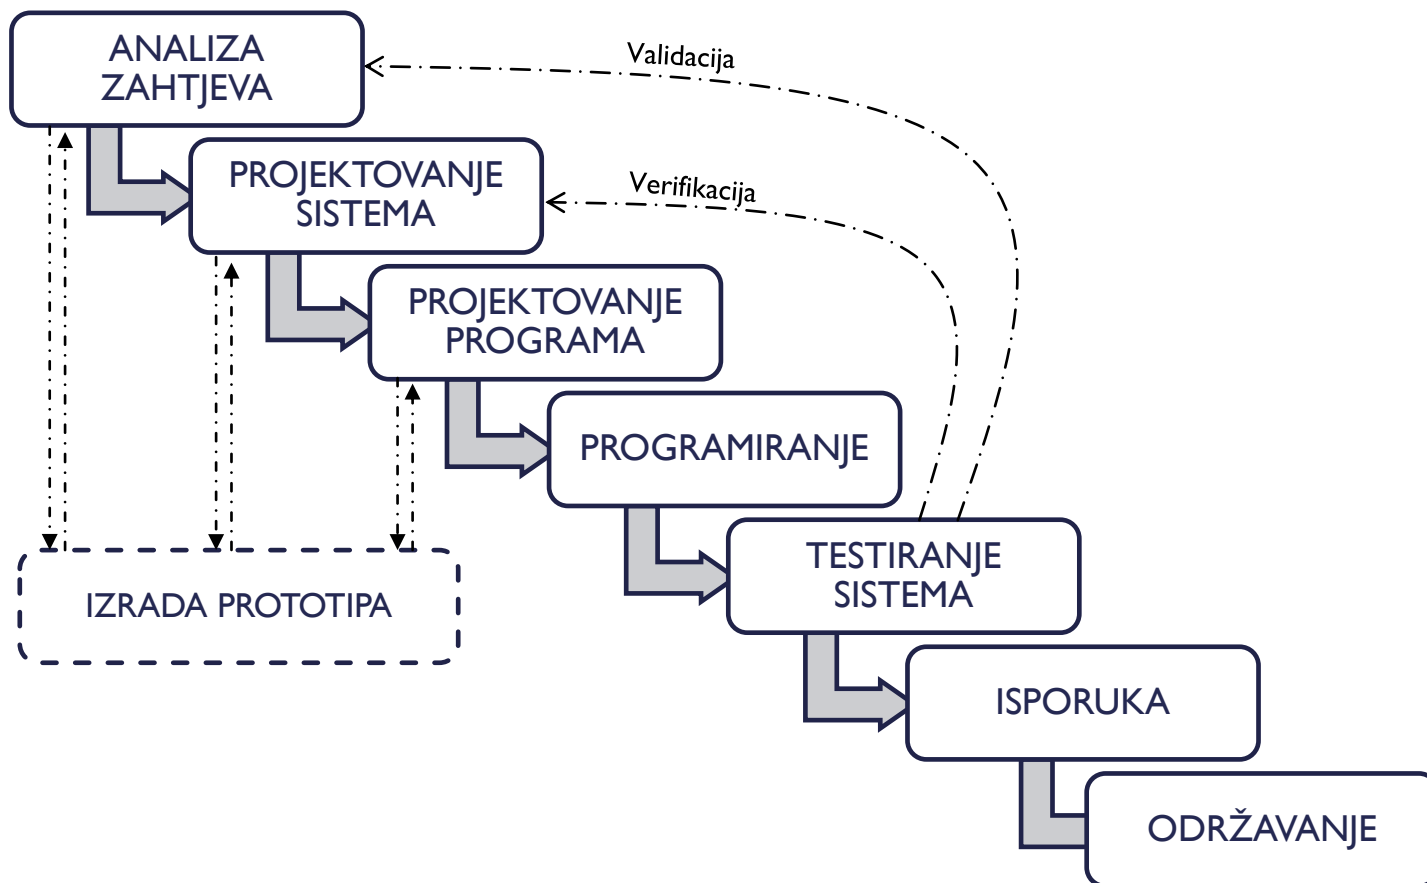 ANALIZA
ZAHTJEVA
Validacija
PROJEKTOVANJE
SISTEMA
Verifikacija
PROJEKTOVANJE
PROGRAMA
PROGRAMIRANJE
TESTIRANJE
SISTEMA
IZRADA PROTOTIPA
ISPORUKA
ODRŽAVANJE